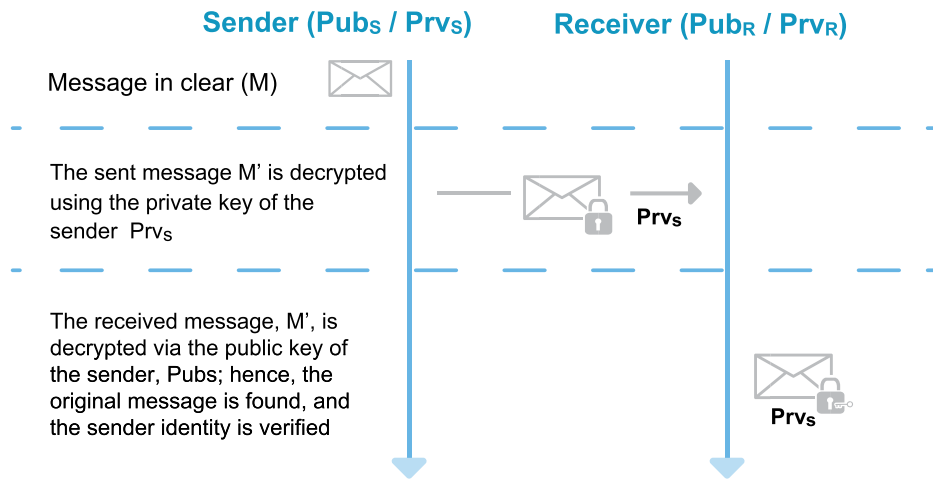 Sender (PubS / PrvS)
Receiver (PubR / PrvR)
Message in clear (M)
The sent message M’ is decrypted
using the private key of the
sender PrvS
PrvS
The received message, M’, is
decrypted via the public key of
the sender, Pubs; hence, the
original message is found, and
the sender identity is verified
PrvS